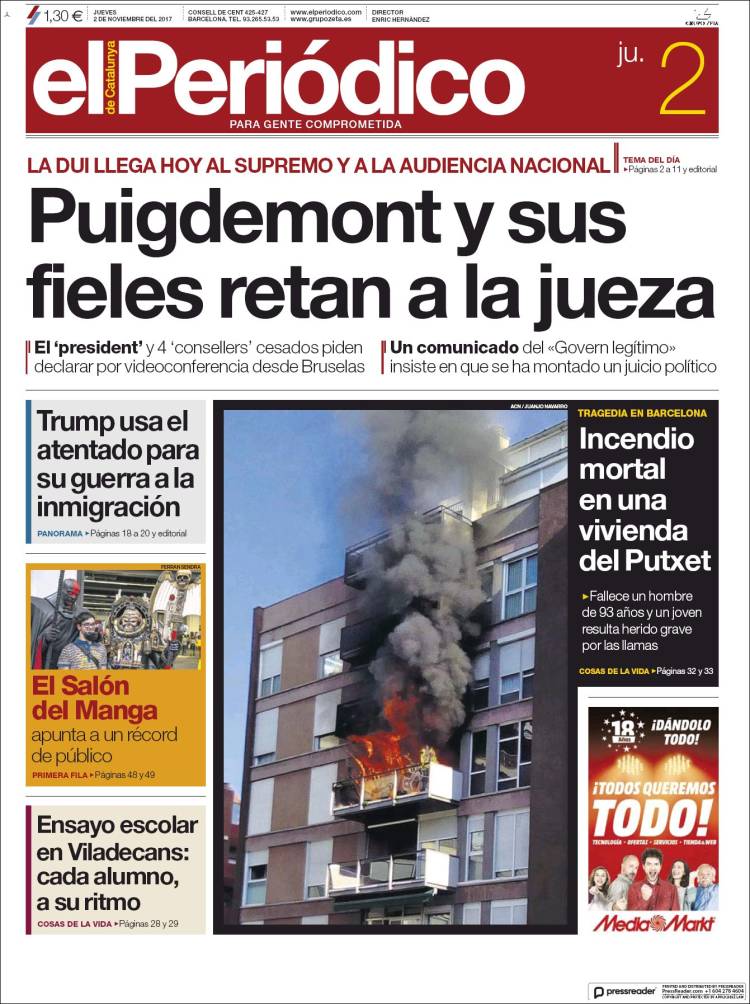 1,30 €
JUEVES
2 DE NOVIEMBRE DEL 2017
CONSELL DE CENT 425-427
BARCELONA. TEL. 93.265.53.53
www.elperiodico.com
www.grupozeta.es
DIRECTOR
ENRIC HERNÁNDEZ
el Periódico
de Catalunya
PARA GENTE COMPROMETIDA
ju. 2
LA DUI LLEGA HOY AL SUPREMO Y A LA AUDIENCIA NACIONAL
TEMA DEL DÍA
▸Páginas 2 a 11 y editorial
Puigdemont y sus
fieles retan a la jueza
El ‘president’ y 4 ‘consellers’ cesados piden
declarar por videoconferencia desde Bruselas
Un comunicado del «Govern legítimo»
insiste en que se ha montado un juicio político
Trump usa el
atentado para
su guerra a la
inmigración
PANORAMA ▸Páginas 18 a 20 y editorial
FERRAN SENDRA
El Salón
del Manga
apunta a un récord
de público
PRIMERA FILA ▸Páginas 48 y 49
Ensayo escolar
en Viladecans:
cada alumno,
a su ritmo
COSAS DE LA VIDA ▸Páginas 28 y 29
ACN / JUANJO NAVARRO
TRAGEDIA EN BARCELONA
Incendio
mortal
en una
vivienda
del Putxet
▸Fallece un hombre
de 93 años y un joven
resulta herido grave
por las llamas
COSAS DE LA VIDA ▸Páginas 32 y 33
18
Años
¡DÁNDOLO
TODO!
¡TODOS QUEREMOS
TODO!
TECNOLOGÍA · OFERTAS · SERVICIOS · TIENDA & WEB
Media Markt
pressreader
PRINTED AND DISTRIBUTED BY PRESSREADER
PressReader.com +1 604 278 4604
COPYRIGHT AND PROTECTED BY APPLICABLE LAW